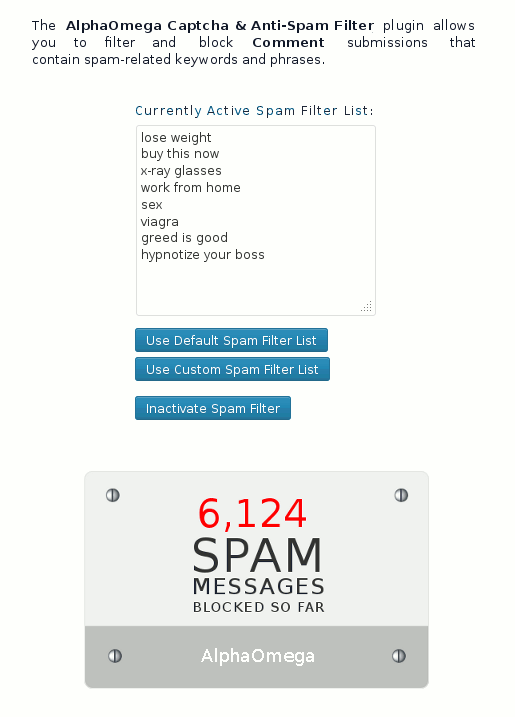 The AlphaOmega Captcha & Anti-Spam Filter plugin allows
you to filter and block Comment submissions that
contain spam-related keywords and phrases.
Currently Active Spam Filter List:
lose weight
buy this now
x-ray glasses
work from home
sex
viagra
greed is good
hypnotize your boss
Use Default Spam Filter List
Use Custom Spam Filter List
Inactivate Spam Filter
6,124
SPAM
MESSAGES
BLOCKED SO FAR
AlphaOmega